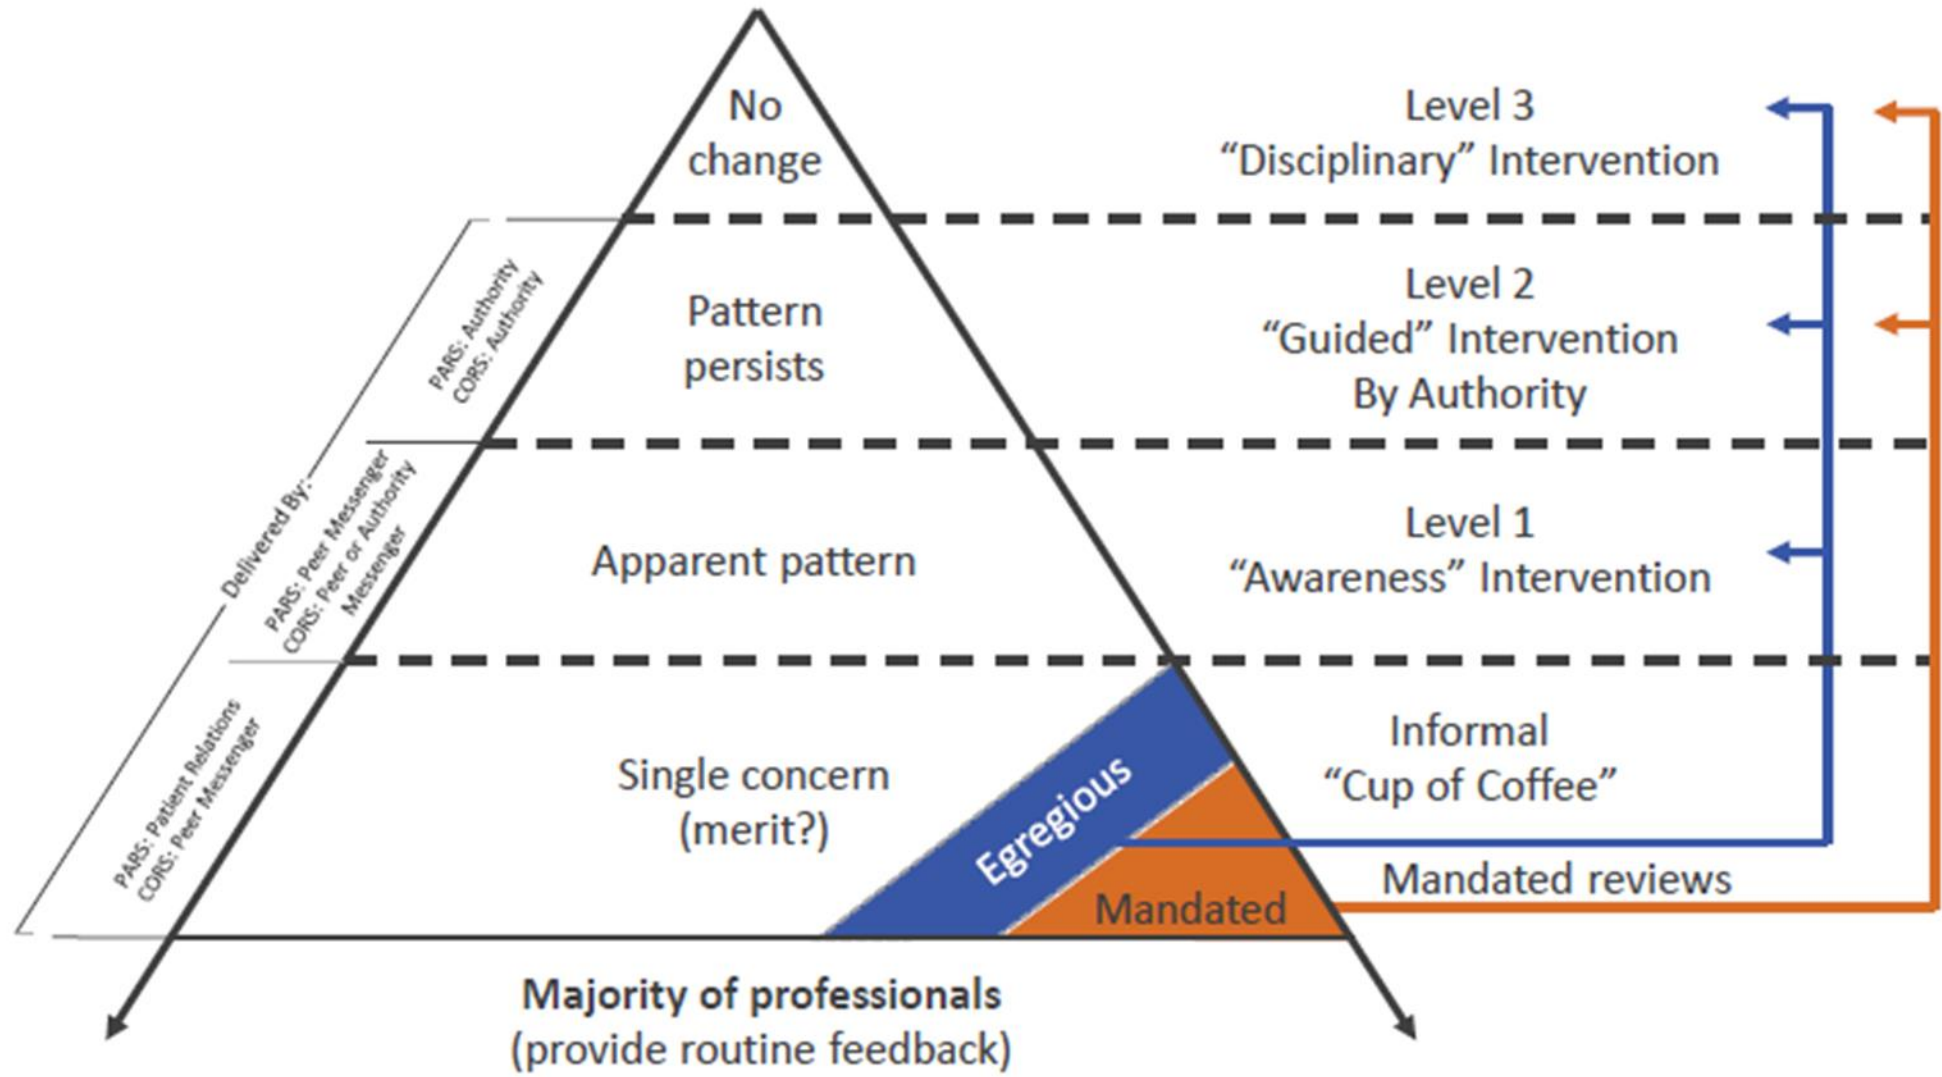 No
change
Level 3
“Disciplinary” Intervention
PARS: Authority
CORS: Authority
Pattern
persists
Level 2
“Guided” Intervention
By Authority
Delivered By:
PARS: Peer Messenger
CORS: Peer or Authority
Messenger
Apparent pattern
Level 1
“Awareness” Intervention
PARS: Patient Relations
CORS: Peer Messenger
Single concern
(merit?)
Egregious
Mandated
Informal
“Cup of Coffee”
Mandated reviews
Majority of professionals
(provide routine feedback)